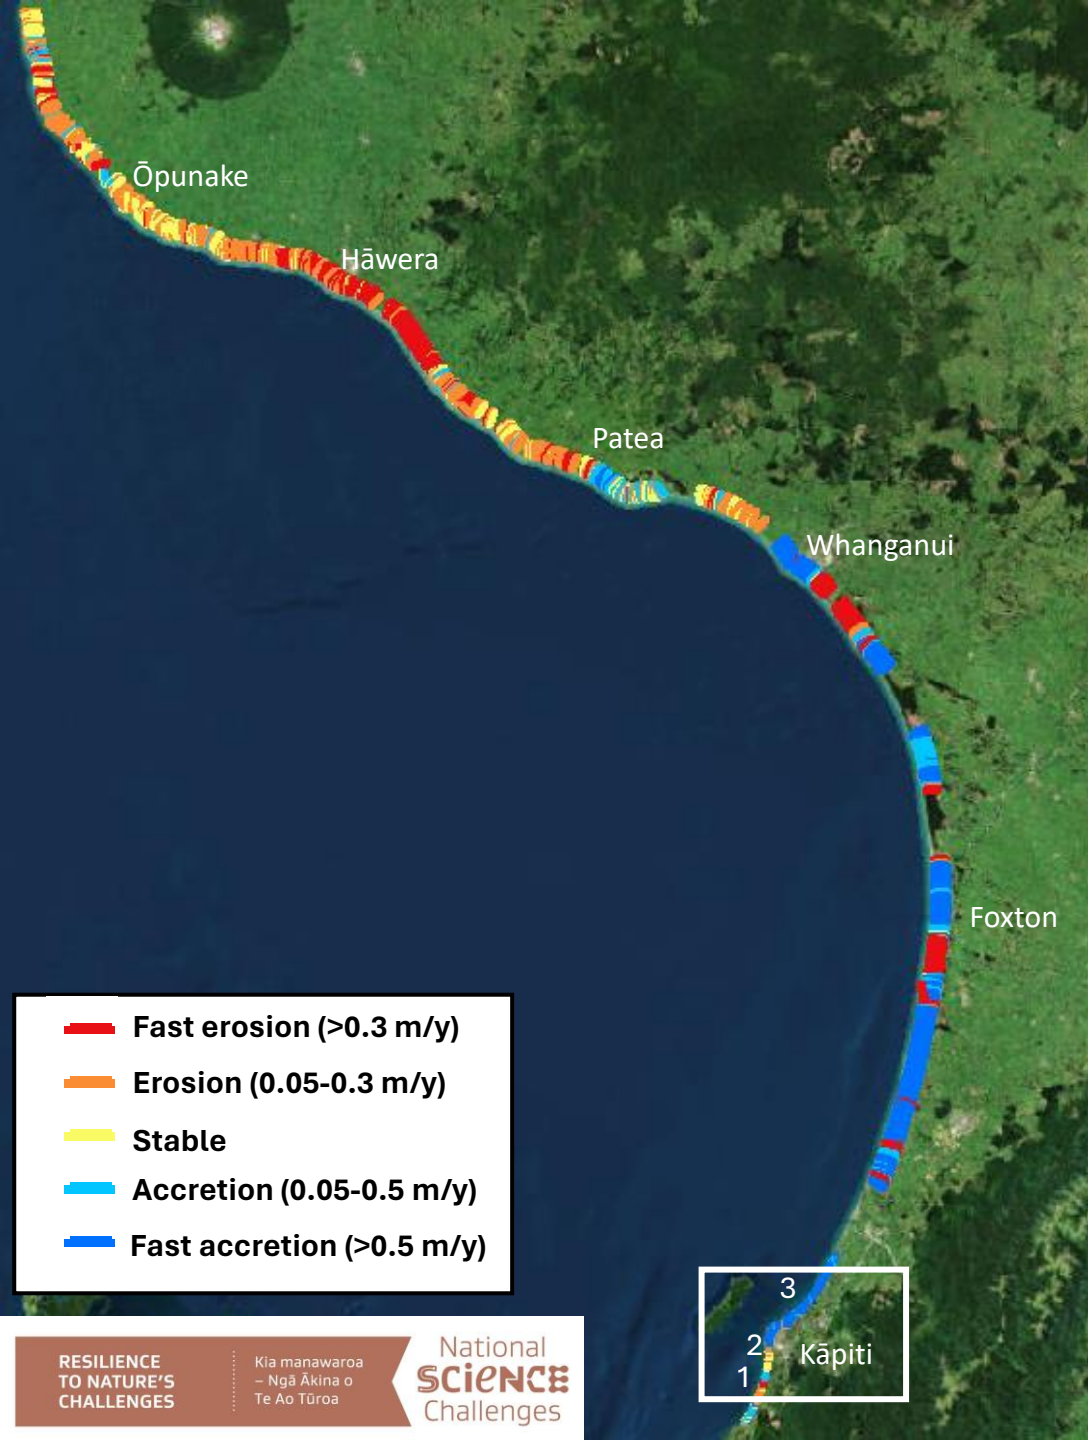 Ōpunake
Hāwera
Patea
Whanganui
Foxton
Fast erosion (>0.3 m/y)
Erosion (0.05-0.3 m/y)
Stable
Accretion (0.05-0.5 m/y)
Fast accretion (>0.5 m/y)
3
2
Kāpiti
1
RESILIENCE
TO NATURE'S
CHALLENGES
Kia manawaroa
– Ngā Ākina o
Te Ao Tūroa
National
SCIENCE
Challenges